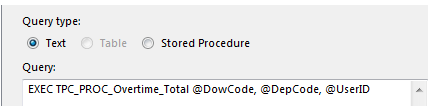 Query type:
Text Table Stored Procedure
Query:
EXEC TPC_PROC_Overtime_Total @DowCode, @DepCode, @UserID